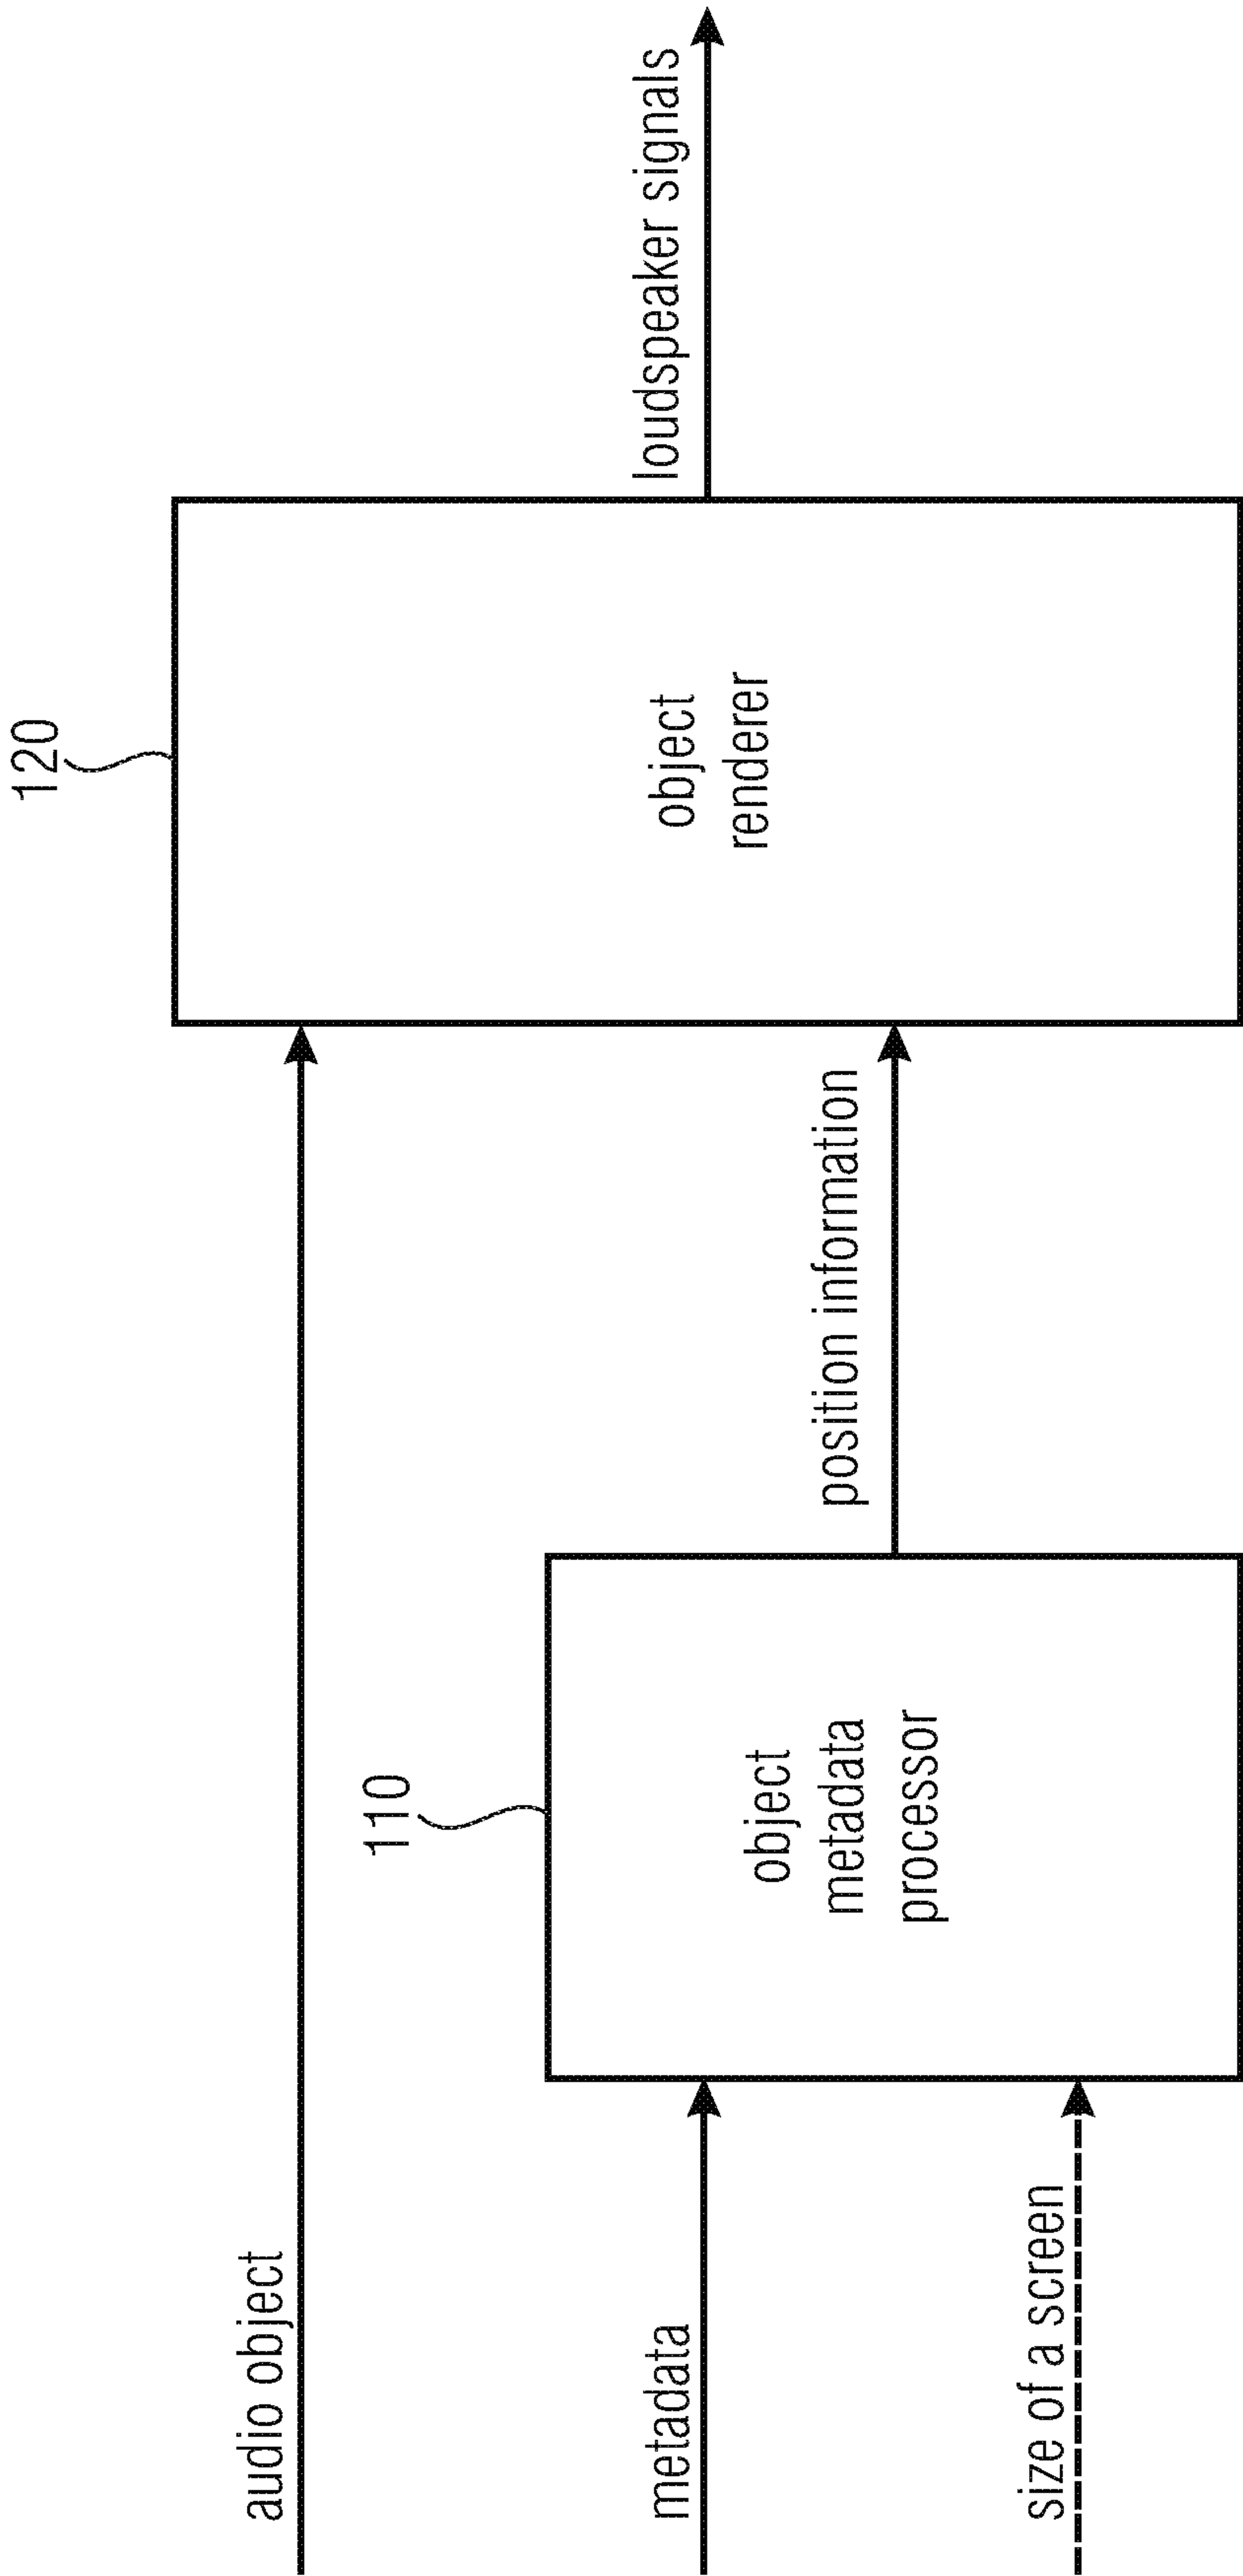 120
audio object
loudspeaker signals
object
renderer
110
metadata
object
metadata
processor
position information
size of a screen